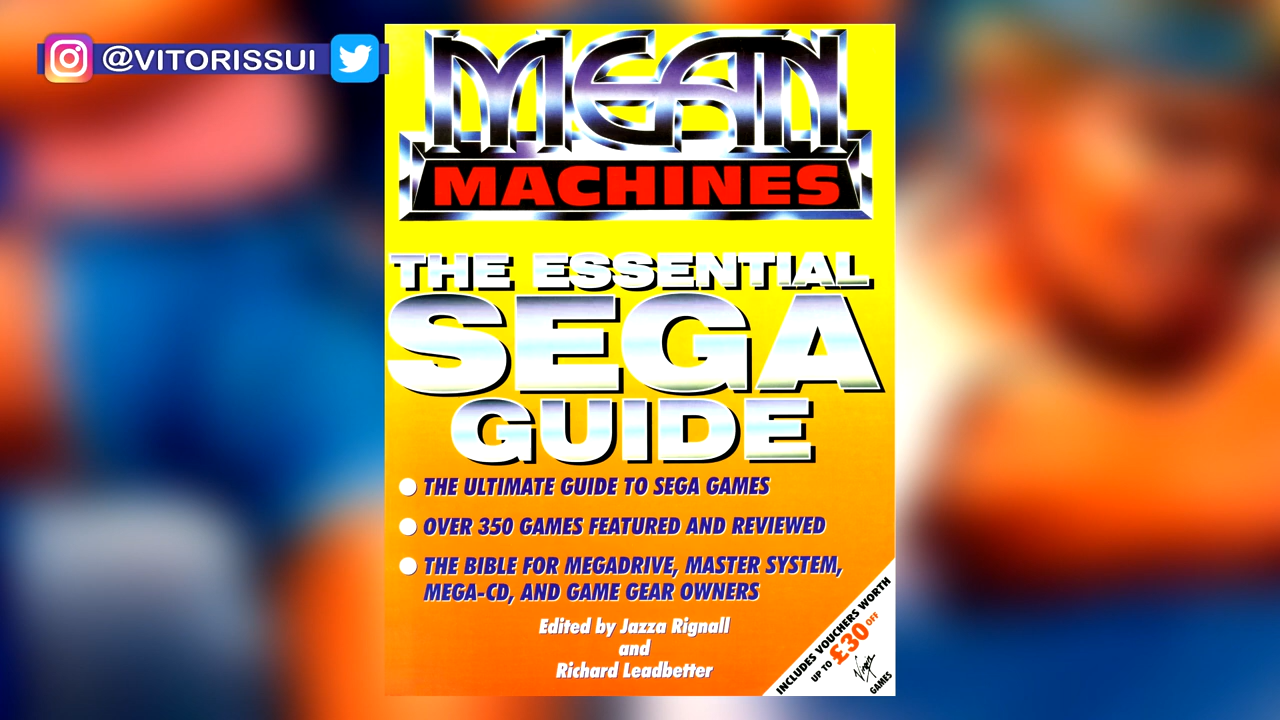 @VITORISSUI
MEAN
MACHINES
THE ESSENTIAL
SEGA
GUIDE
THE ULTIMATE GUIDE TO SEGA GAMES
OVER 350 GAMES FEATURED AND REVIEWED
THE BIBLE FOR MEGADRIVE, MASTER SYSTEM,
MEGA-CD, AND GAME GEAR OWNERS
Edited by Jazza Rignall
and
Richard Leadbetter
INCLUDES VOUCHERS WORTH
UP TO £30 OFF
Virgin
GAMES